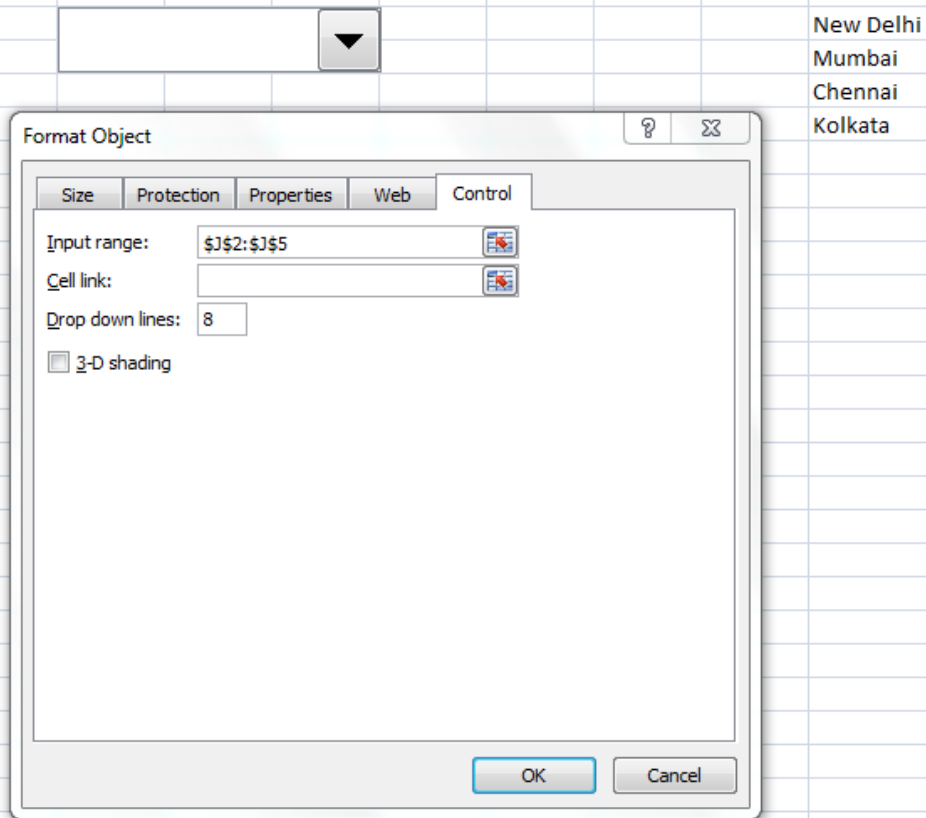 New Delhi
Mumbai
Chennai
Kolkata
Format Object
Size Protection Properties Web Control
Input range: $J$2:$J$5
Cell link:
Drop down lines: 8
3-D shading
OK Cancel